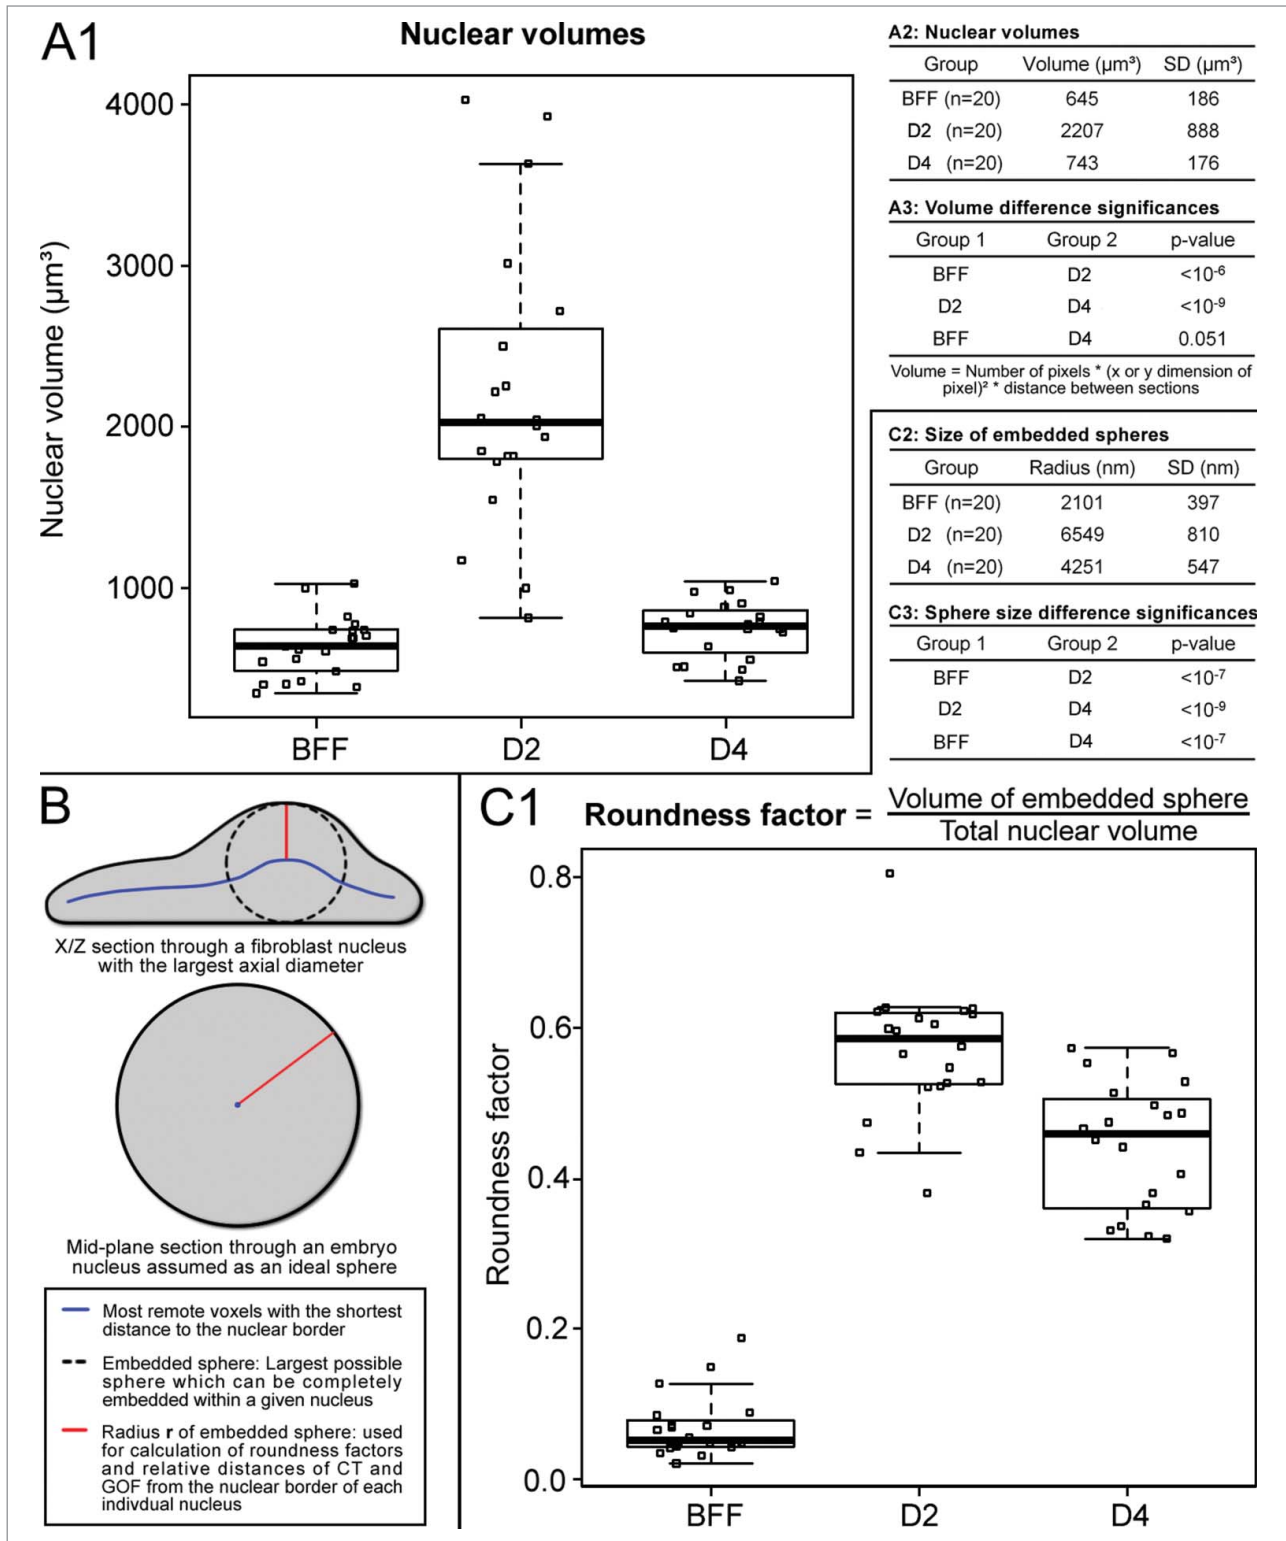 A1
Nuclear volumes
Nuclear volume (µm³)
4000
3000
2000
1000
BFF D2 D4
A2: Nuclear volumes
Group Volume (µm³) SD (µm³)
BFF (n=20) 645 186
D2 (n=20) 2207 888
D4 (n=20) 743 176
A3: Volume difference significances
Group 1 Group 2 p-value
BFF D2 <10⁻⁶
D2 D4 <10⁻⁹
BFF D4 0.051
Volume = Number of pixels * (x or y dimension of
pixel)² * distance between sections
C2: Size of embedded spheres
Group Radius (nm) SD (nm)
BFF (n=20) 2101 397
D2 (n=20) 6549 810
D4 (n=20) 4251 547
C3: Sphere size difference significances
Group 1 Group 2 p-value
BFF D2 <10⁻⁷
D2 D4 <10⁻⁹
BFF D4 <10⁻⁷
B
X/Z section through a fibroblast nucleus
with the largest axial diameter
Mid-plane section through an embryo
nucleus assumed as an ideal sphere
Most remote voxels with the shortest
distance to the nuclear border
Embedded sphere: Largest possible
sphere which can be completely
embedded within a given nucleus
Radius r of embedded sphere: used
for calculation of roundness factors
and relative distances of CT and
GOF from the nuclear border of each
indivdual nucleus
C1
Roundness factor = Volume of embedded sphere
Total nuclear volume
Roundness factor
0.8
0.6
0.4
0.2
0.0
BFF D2 D4